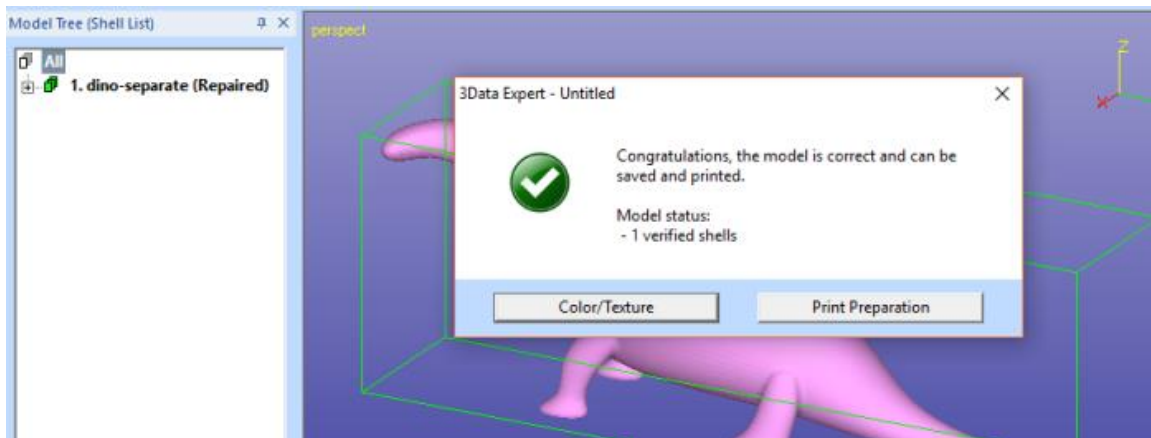 Model Tree (Shell List)
All
1. dino-separate (Repaired)
perspect
Z
X
3Data Expert - Untitled
Congratulations, the model is correct and can be
saved and printed.
Model status:
- 1 verified shells
Color/Texture
Print Preparation